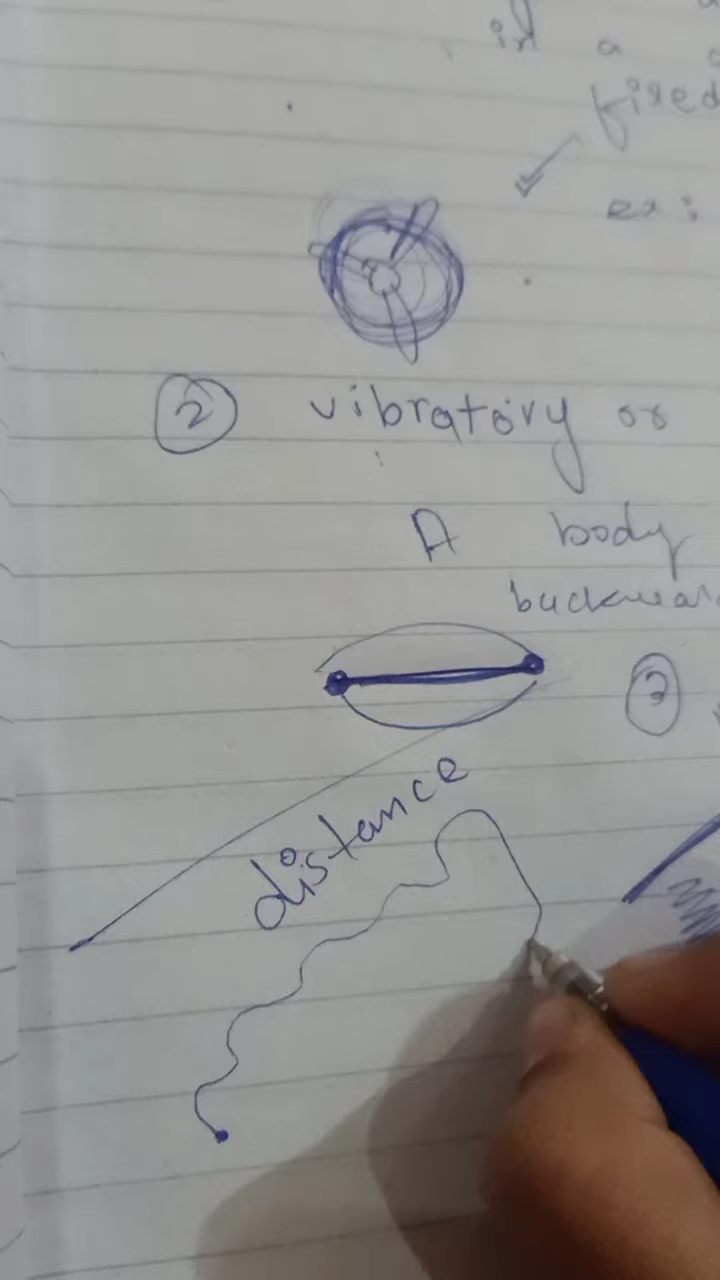 in a
fixed
ex:
2 vibratory or
A body
backwar
3
distance